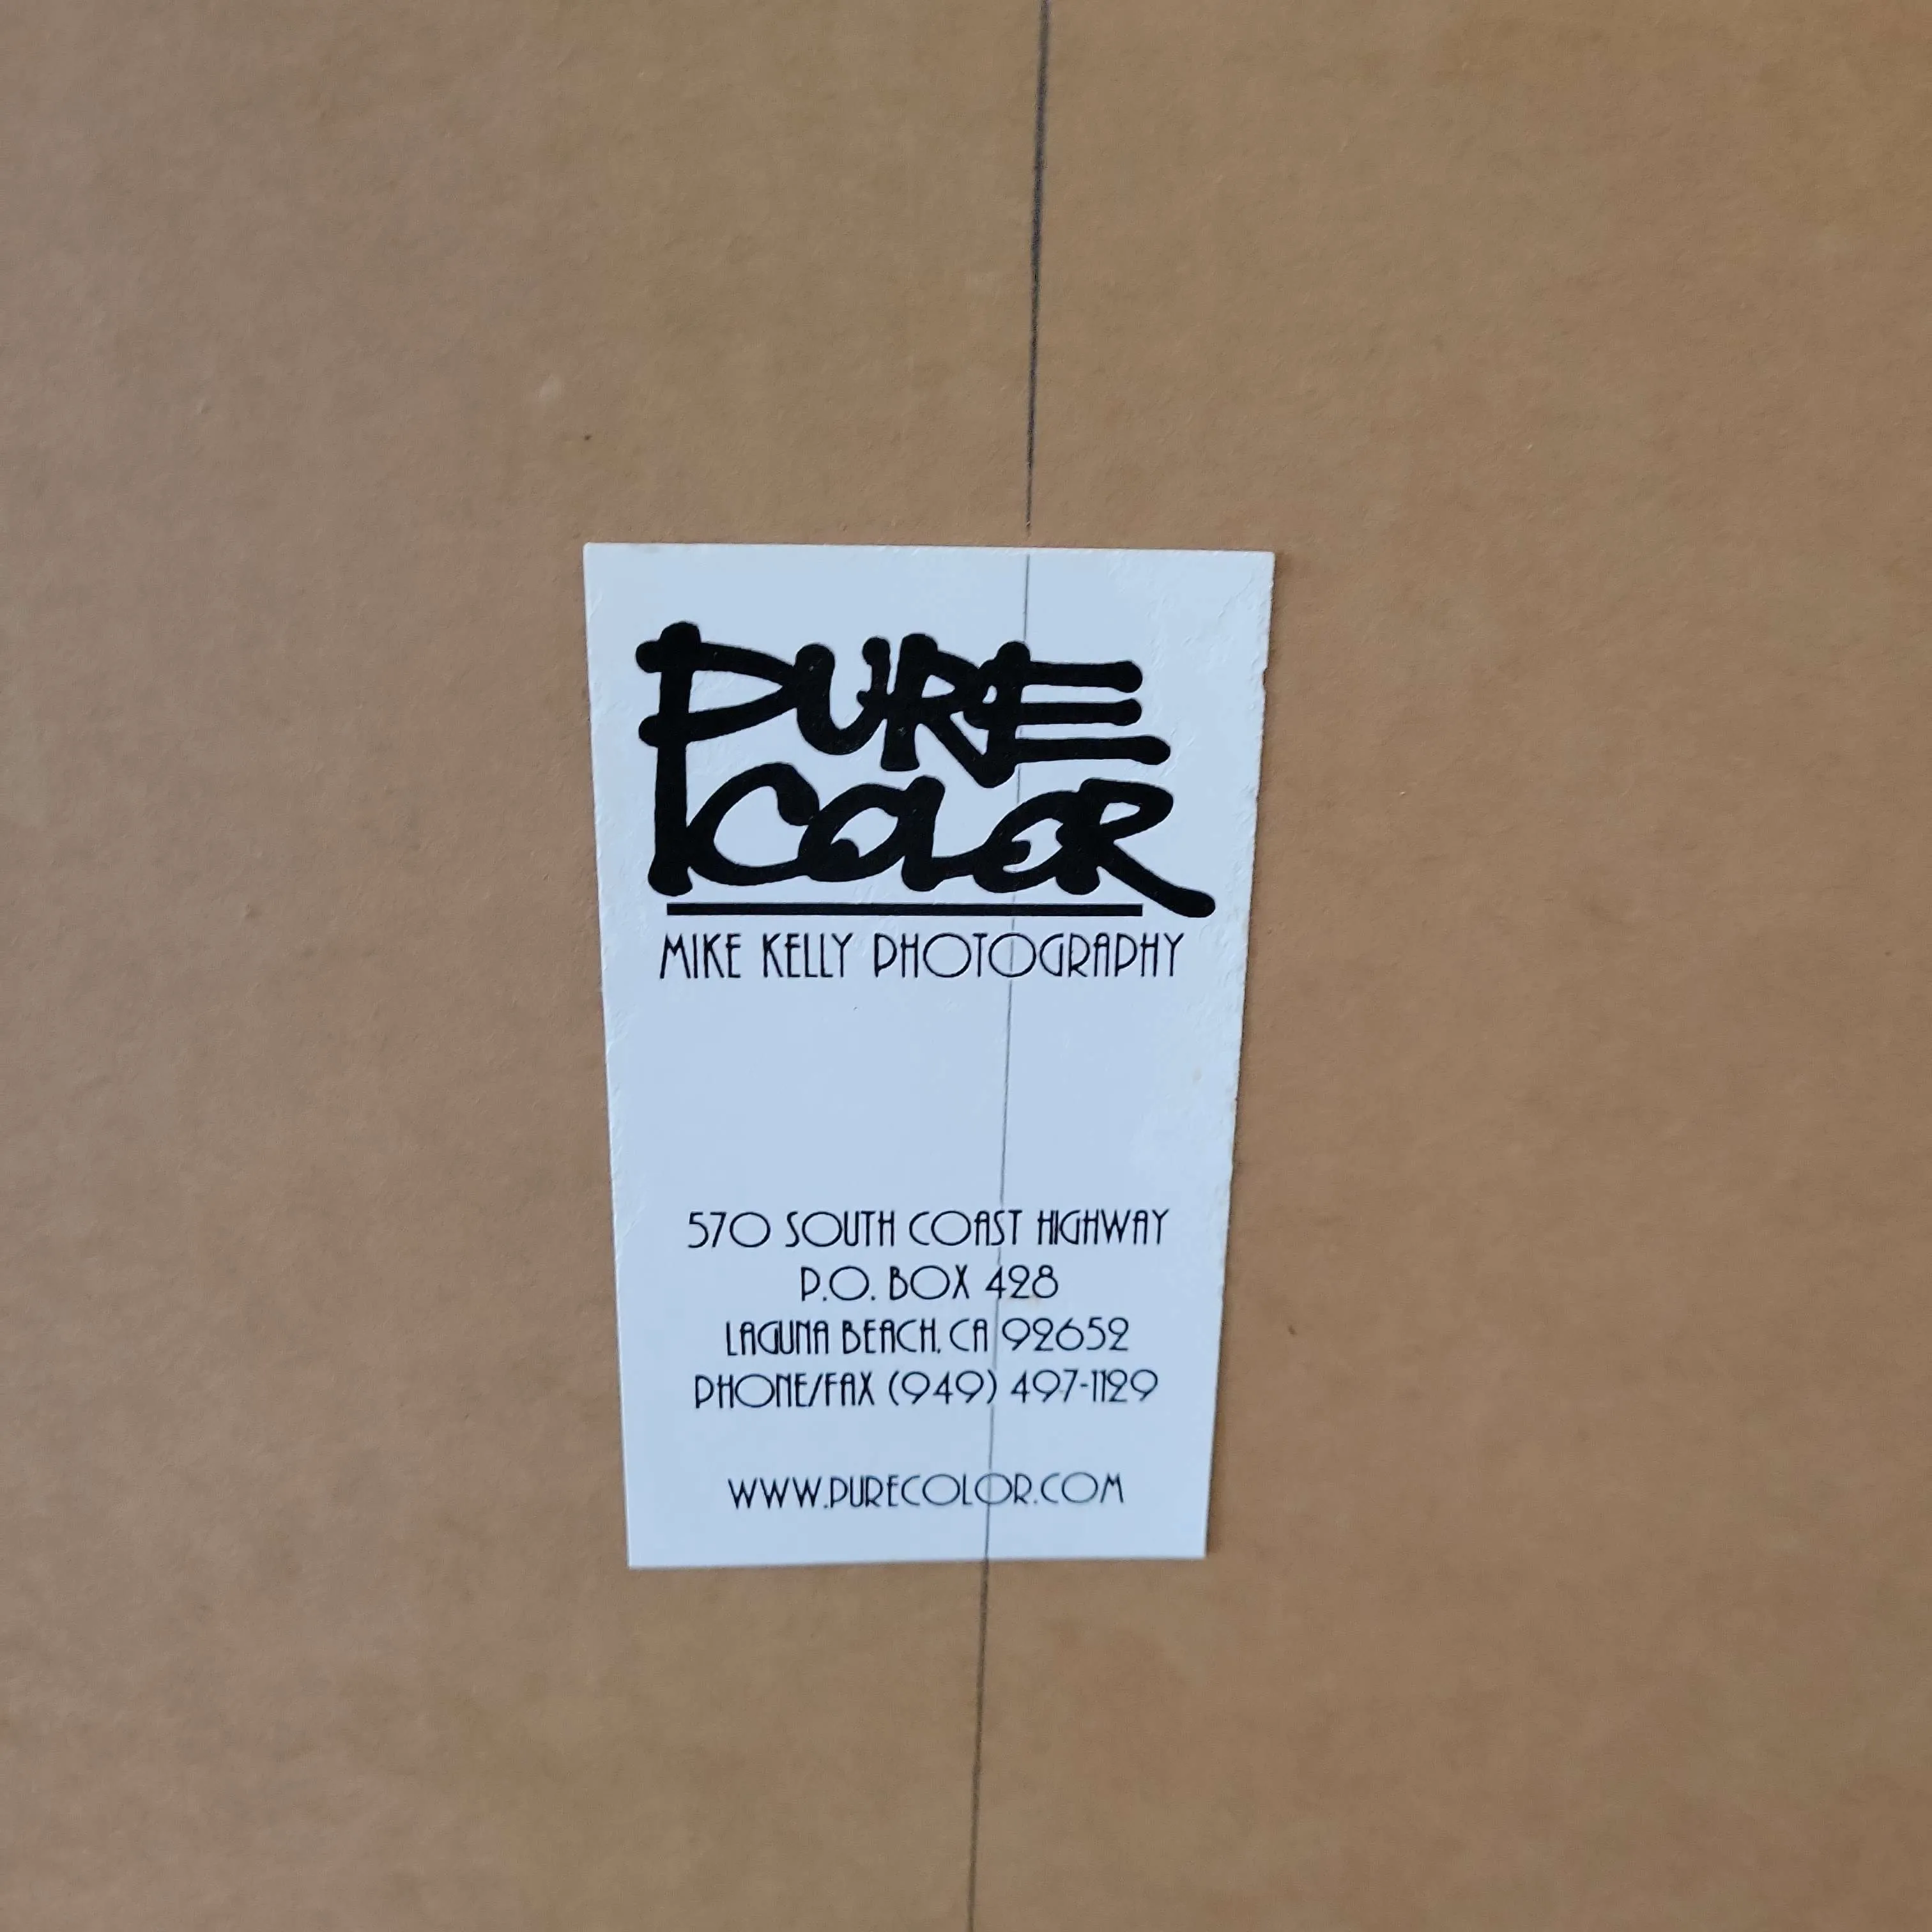 PURE
COLOR
MIKE KELLY PHOTOGRAPHY
570 SOUTH COAST HIGHWAY
P.O. BOX 428
LAGUNA BEACH, CA 92652
PHONE/FAX (949) 497-1129
WWW.PURECOLOR.COM